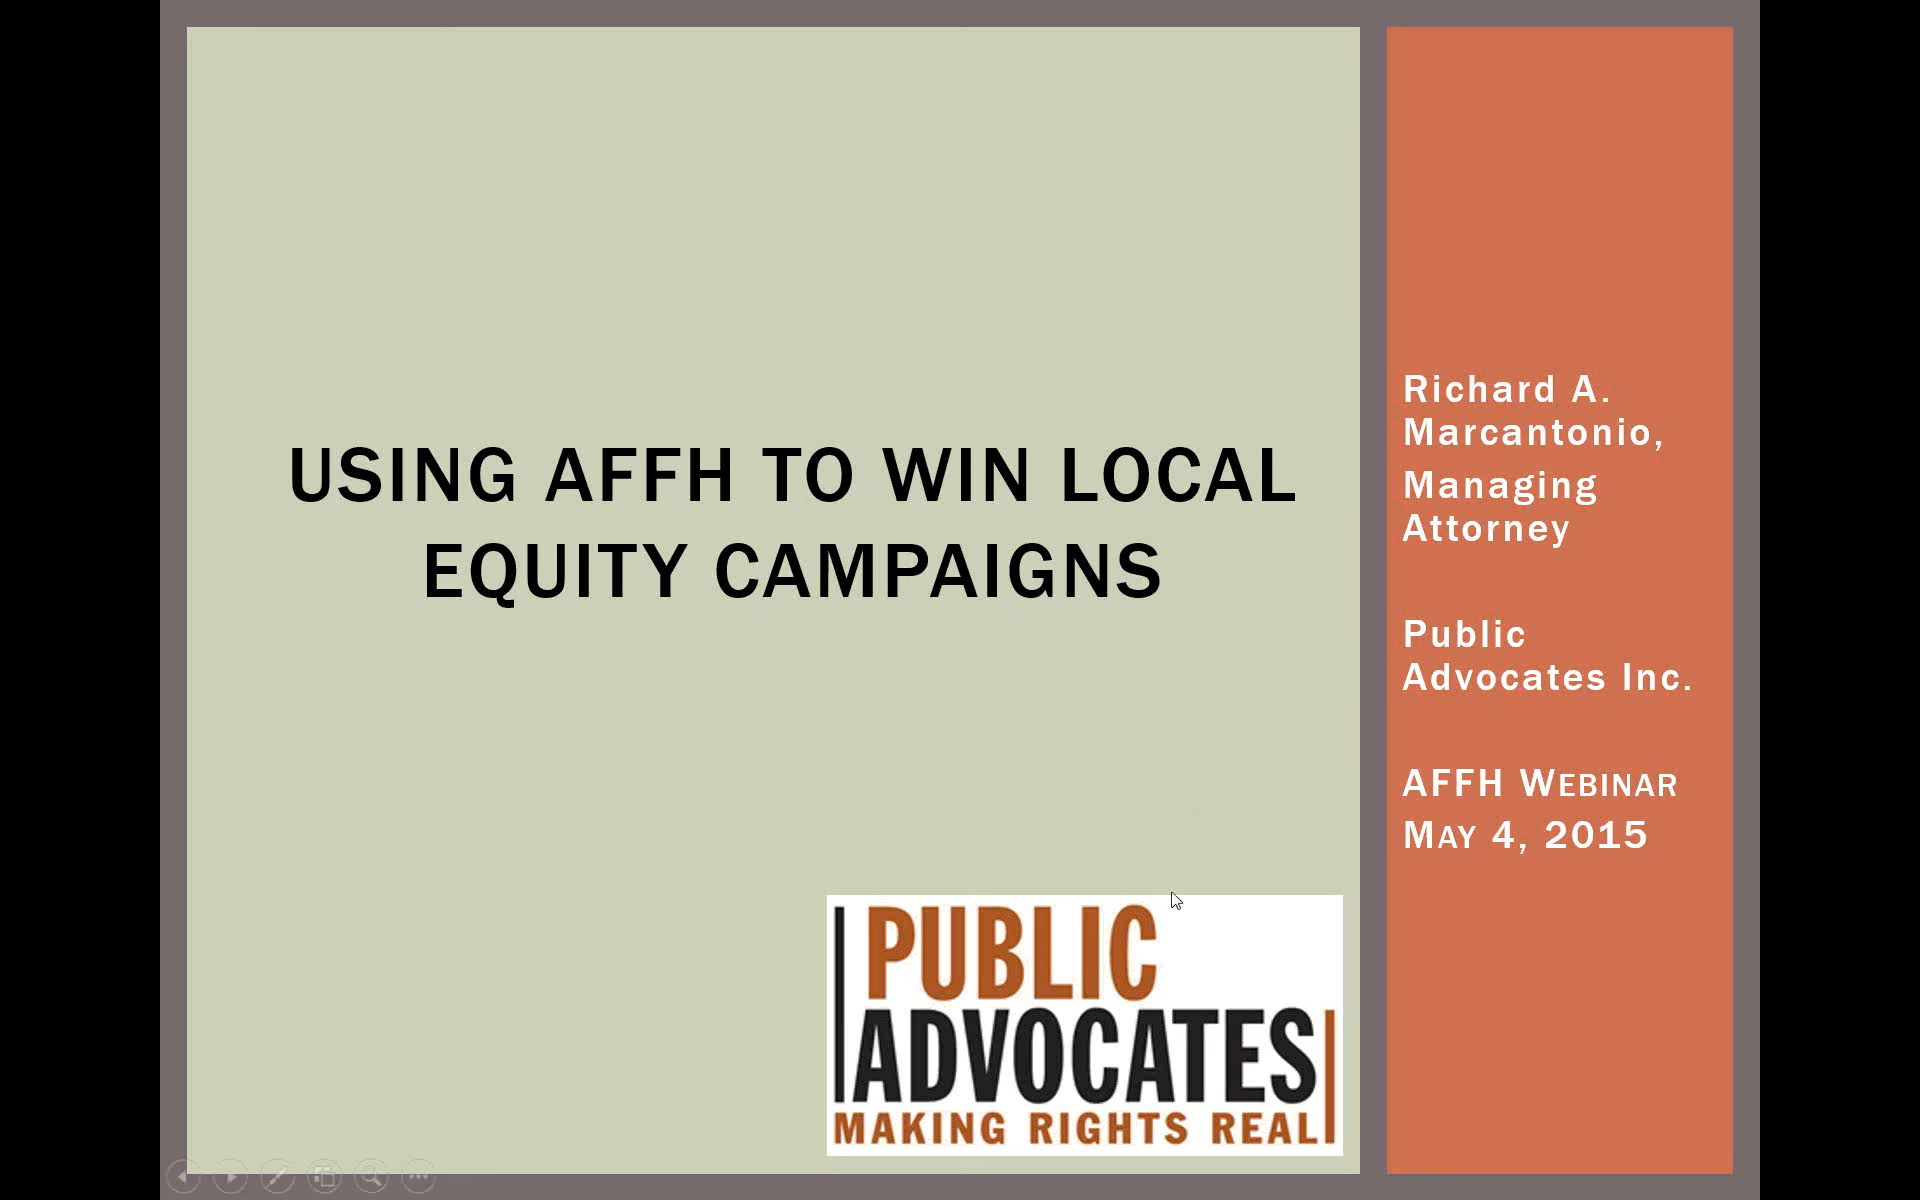 USING AFFH TO WIN LOCAL
EQUITY CAMPAIGNS
Richard A.
Marcantonio,
Managing
Attorney
Public
Advocates Inc.
AFFH WEBINAR
MAY 4, 2015
PUBLIC
ADVOCATES
MAKING RIGHTS REAL